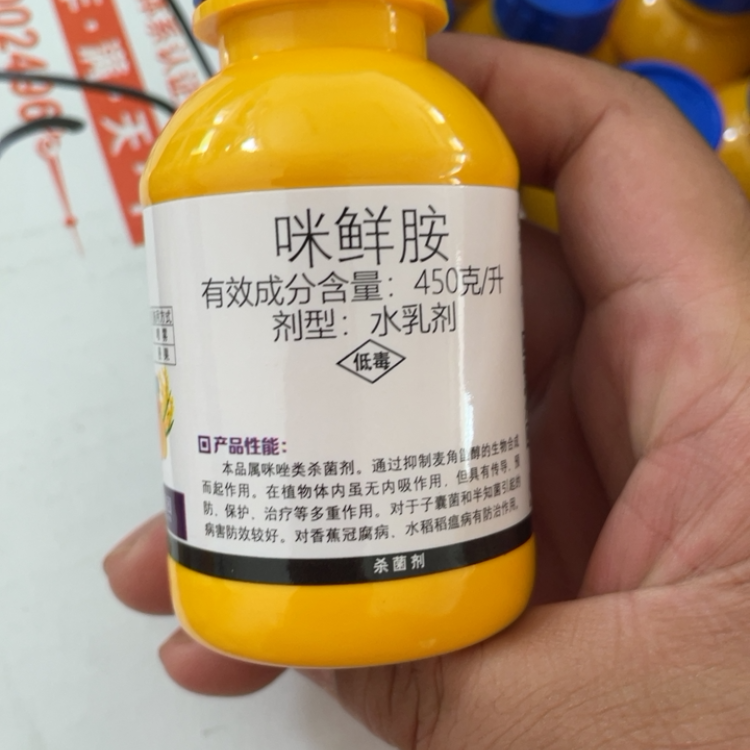 咪鲜胺
有效成分含量：450克/升
剂型：水乳剂
低毒
产品性能：
本品属咪唑类杀菌剂。通过抑制麦角甾醇的生物合成
而起作用。在植物体内虽无内吸作用，但具有传导、预
防、保护、治疗等多重作用。对于子囊菌和半知菌引起的
病害防效较好。对香蕉冠腐病、水稻稻瘟病有防治作用。
杀菌剂